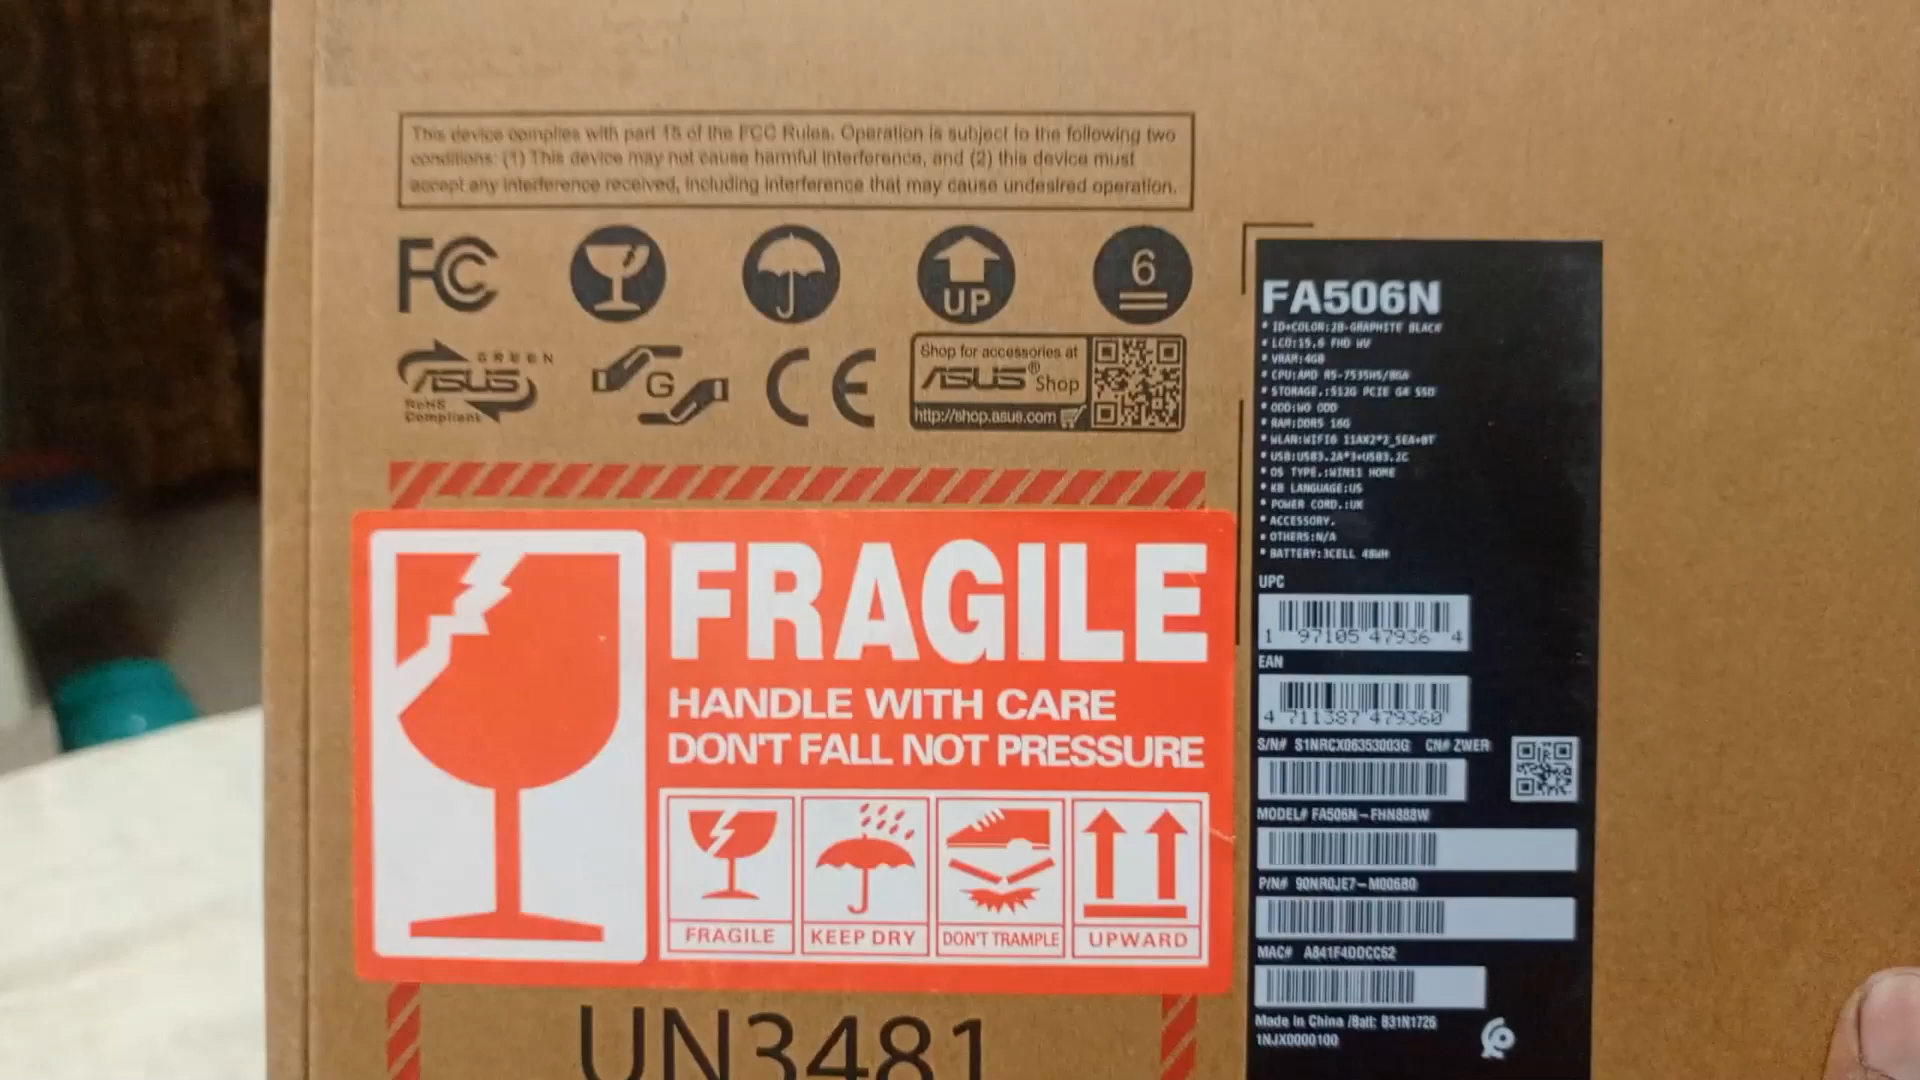 This device complies with part 15 of the FCC Rules. Operation is subject to the following two
conditions: (1) This device may not cause harmful interference, and (2) this device must
accept any interference received, including interference that may cause undesired operation.
FC
UP
6
GREEN
ASUS
RoHS
Compliant
G
CE
Shop for accessories at
ASUS® Shop
http://shop.asus.com
FRAGILE
HANDLE WITH CARE
DON'T FALL NOT PRESSURE
FRAGILE
KEEP DRY
DON'T TRAMPLE
UPWARD
UN3481
FA506N
* ID+COLOR:2B-GRAPHITE BLACK
* LCD:15.6 FHD WV
* VRAM:4GB
* CPU:AMD R5-7535HS/BGA
* STORAGE.:512G PCIE G4 SSD
* ODD:WO ODD
* RAM:DDR5 16G
* WLAN:WIFI6 11AX2*2_SEA+BT
* USB:USB3.2A*3+USB3.2C
* OS TYPE.:WIN11 HOME
* KB LANGUAGE:US
* POWER CORD.:UK
* ACCESSORY.
* OTHERS:N/A
* BATTERY:3CELL 48WH
UPC
1 97105 47936 4
EAN
4 711387 479360
S/N# S1NRCX06353003G CN# ZWER
MODEL# FA506N-FHN888W
P/N# 90NR0JE7-M00680
MAC# A841F4DDCC62
Made in China /Batt: B31N1726
1NJX0000100